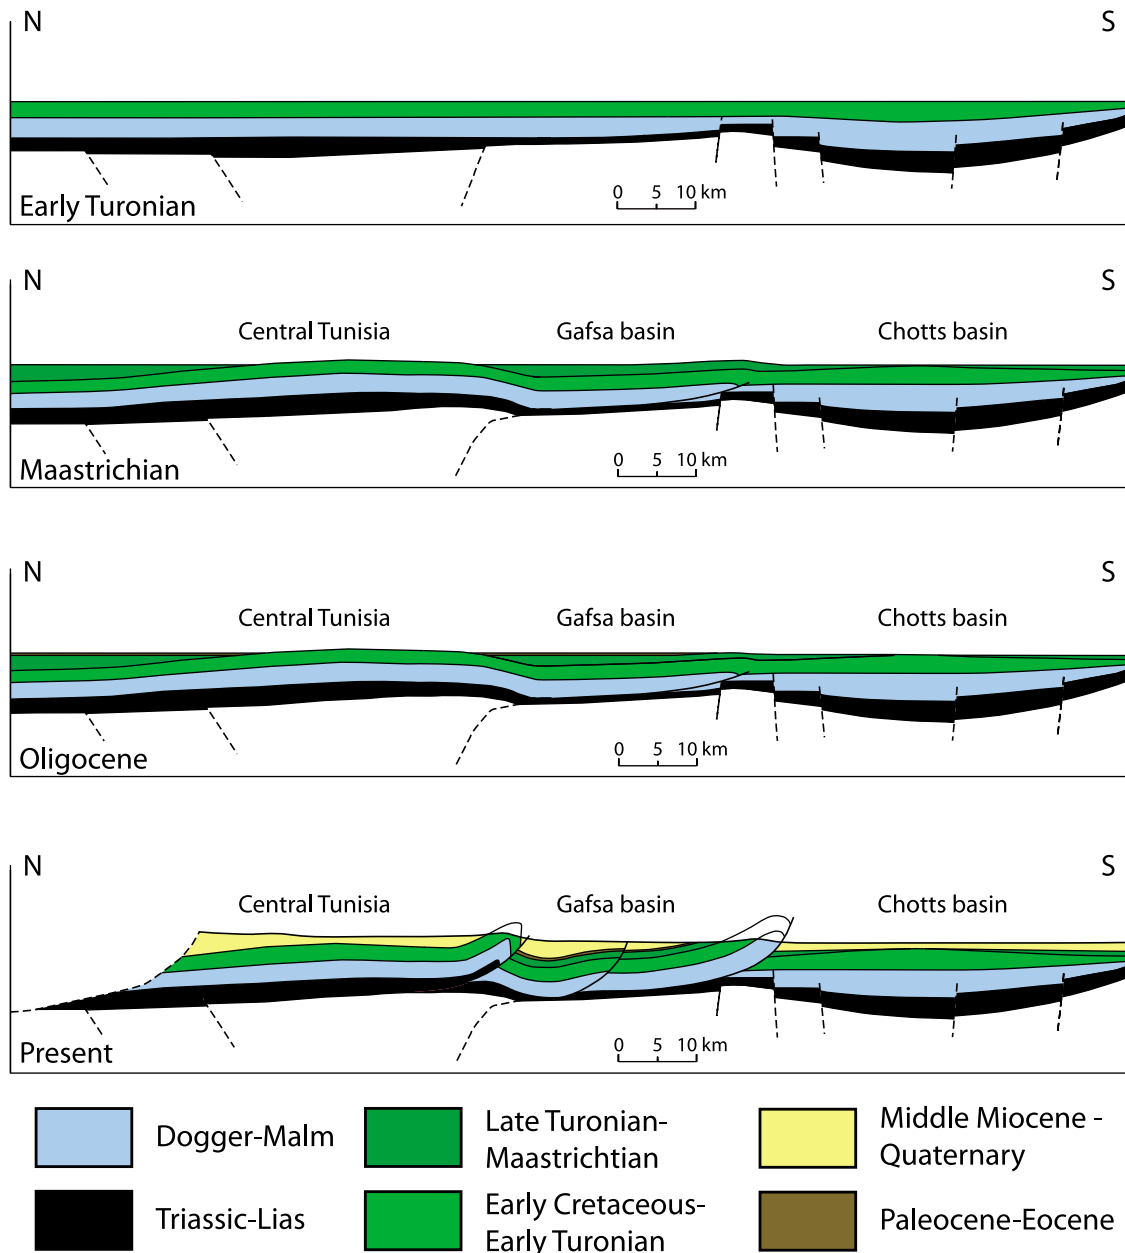 N S
0 5 10 km
Early Turonian
N S
Central Tunisia Gafsa basin Chotts basin
0 5 10 km
Maastrichian
N S
Central Tunisia Gafsa basin Chotts basin
0 5 10 km
Oligocene
N S
Central Tunisia Gafsa basin Chotts basin
0 5 10 km
Present
Dogger-Malm
Late Turonian-
Maastrichtian
Middle Miocene -
Quaternary
Triassic-Lias
Early Cretaceous-
Early Turonian
Paleocene-Eocene